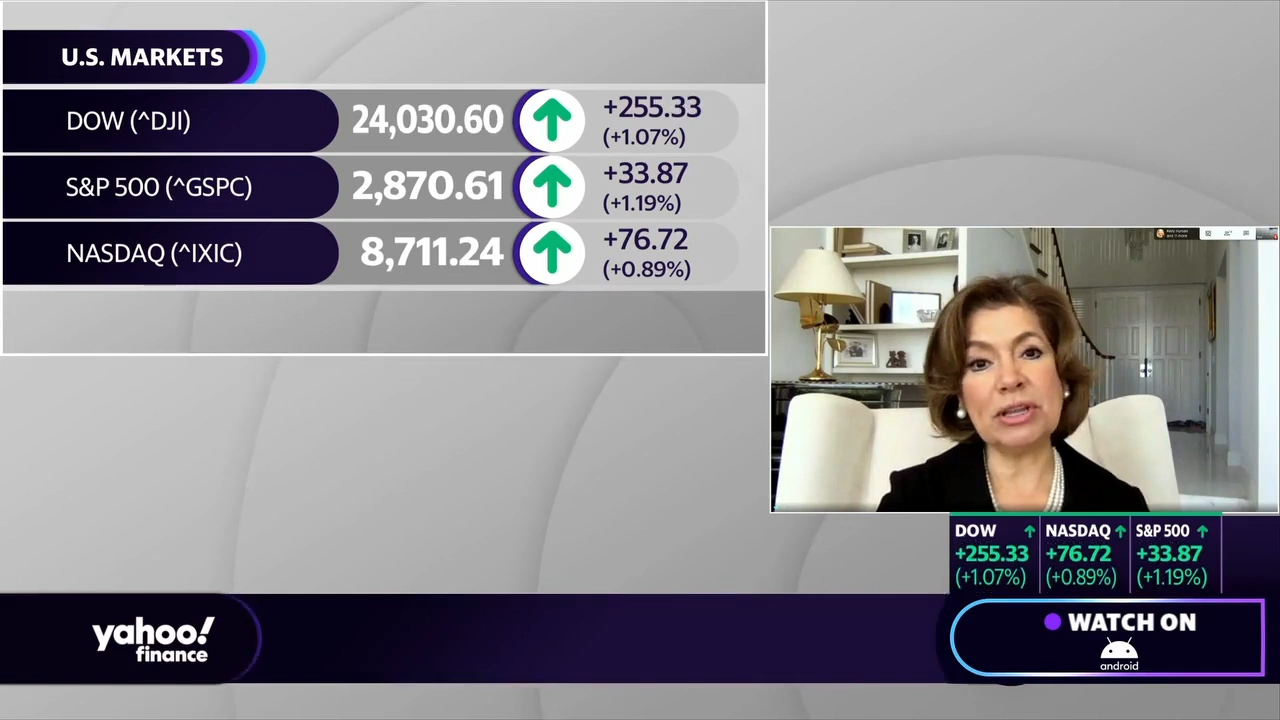 U.S. MARKETS
DOW (^DJI) 24,030.60 +255.33
(+1.07%)
S&P 500 (^GSPC) 2,870.61 +33.87
(+1.19%)
NASDAQ (^IXIC) 8,711.24 +76.72
(+0.89%)
DOW NASDAQ S&P 500
+255.33 +76.72 +33.87
(+1.07%) (+0.89%) (+1.19%)
yahoo!
finance
WATCH ON
android